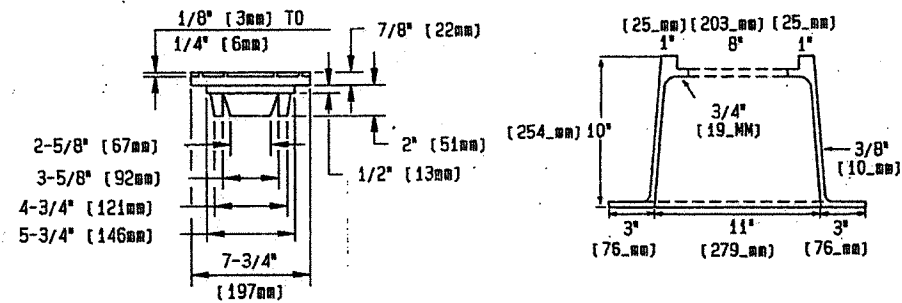 1/8" [3mm] TO
1/4" [6mm]
7/8" [22mm]
2-5/8" [67mm]
3-5/8" [92mm]
4-3/4" [121mm]
5-3/4" [146mm]
2" [51mm]
1/2" [13mm]
7-3/4"
[197mm]
[25_mm] [203_mm] [25_mm]
1" 8" 1"
3/4"
[19_MM]
[254_mm] 10"
3/8"
[10_mm]
3" 11" 3"
[76_mm] [279_mm] [76_mm]